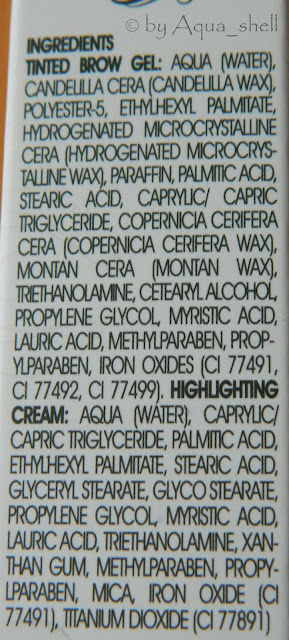 © by Aqua_shell
INGREDIENTS
TINTED BROW GEL: AQUA (WATER),
CANDELILLA CERA (CANDELILLA WAX),
POLYESTER-5, ETHYLHEXYL PALMITATE,
HYDROGENATED MICROCRYSTALLINE
CERA (HYDROGENATED MICROCRYS-
TALLINE WAX), PARAFFIN, PALMITIC ACID,
STEARIC ACID, CAPRYLIC/ CAPRIC
TRIGLYCERIDE, COPERNICIA CERIFERA
CERA (COPERNICIA CERIFERA WAX),
MONTAN CERA (MONTAN WAX),
TRIETHANOLAMINE, CETEARYL ALCOHOL,
PROPYLENE GLYCOL, MYRISTIC ACID,
LAURIC ACID, METHYLPARABEN, PROP-
YLPARABEN, IRON OXIDES (CI 77491,
CI 77492, CI 77499). HIGHLIGHTING
CREAM: AQUA (WATER), CAPRYLIC/
CAPRIC TRIGLYCERIDE, PALMITIC ACID,
ETHYLHEXYL PALMITATE, STEARIC ACID,
GLYCERYL STEARATE, GLYCO STEARATE,
PROPYLENE GLYCOL, MYRISTIC ACID,
LAURIC ACID, TRIETHANOLAMINE, XAN-
THAN GUM, METHYLPARABEN, PROPY-
LPARABEN, MICA, IRON OXIDE (CI
77491), TITANIUM DIOXIDE (CI 77891)